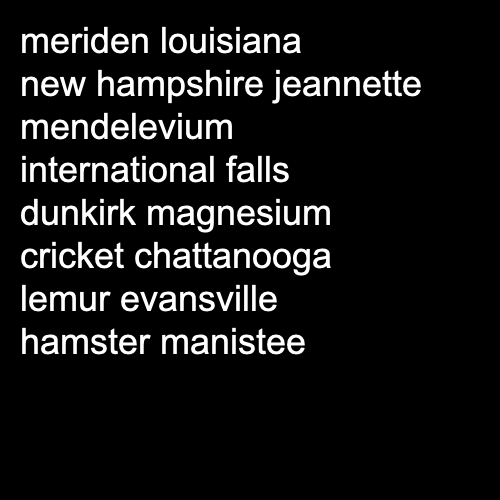 meriden louisiana
new hampshire jeannette
mendelevium
international falls
dunkirk magnesium
cricket chattanooga
lemur evansville
hamster manistee